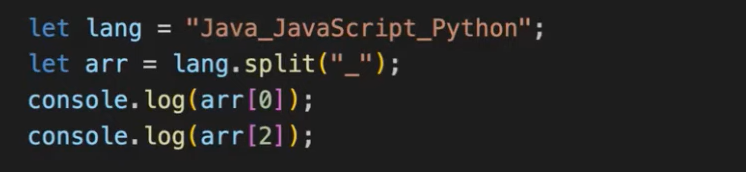 let lang = "Java_JavaScript_Python";
let arr = lang.split("_");
console.log(arr[0]);
console.log(arr[2]);